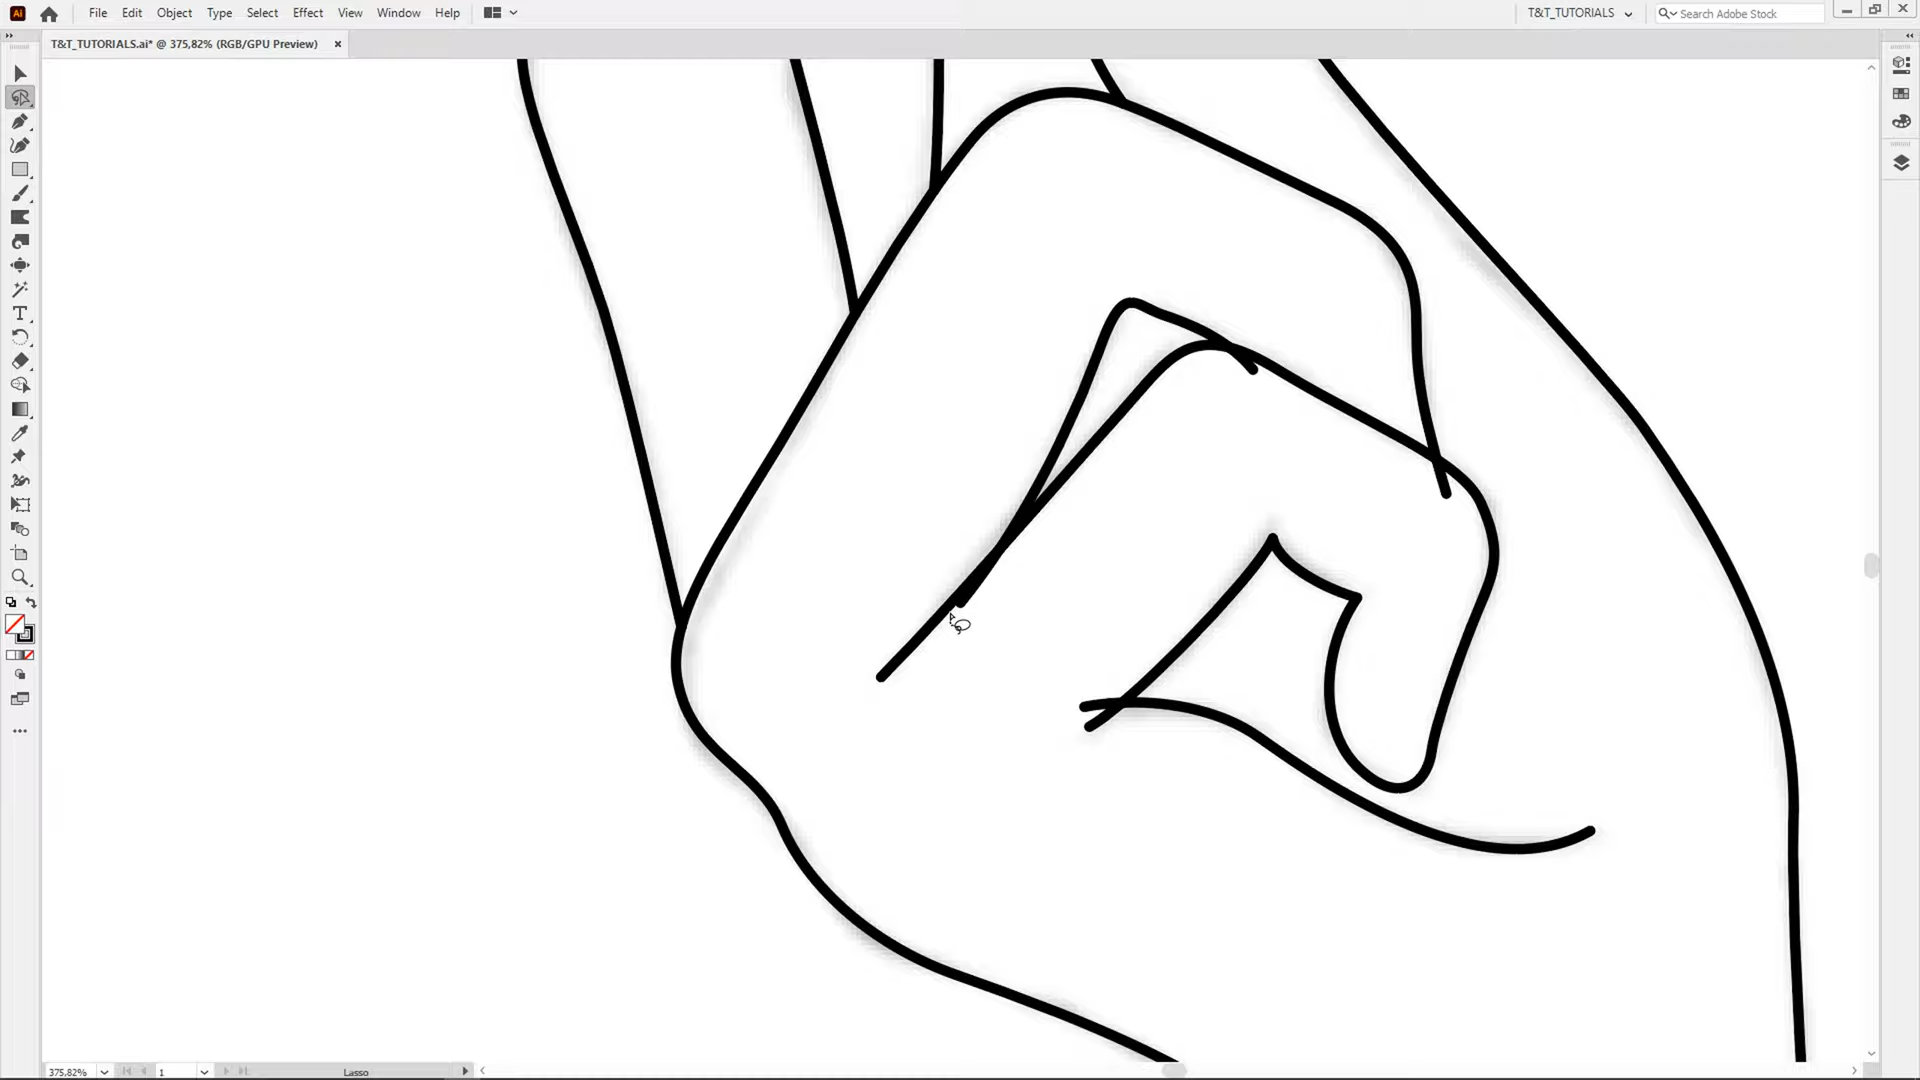 Ai File Edit Object Type Select Effect View Window Help T&T_TUTORIALS Search Adobe Stock
T&T_TUTORIALS.ai* @ 375,82% (RGB/GPU Preview) ×
375,82% 1 Lasso